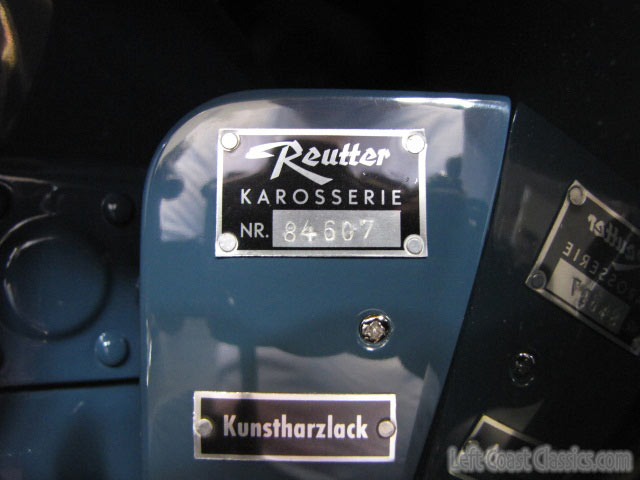 Reutter
KAROSSERIE
NR. 84607
Kunstharzlack
Left Coast Classics.com